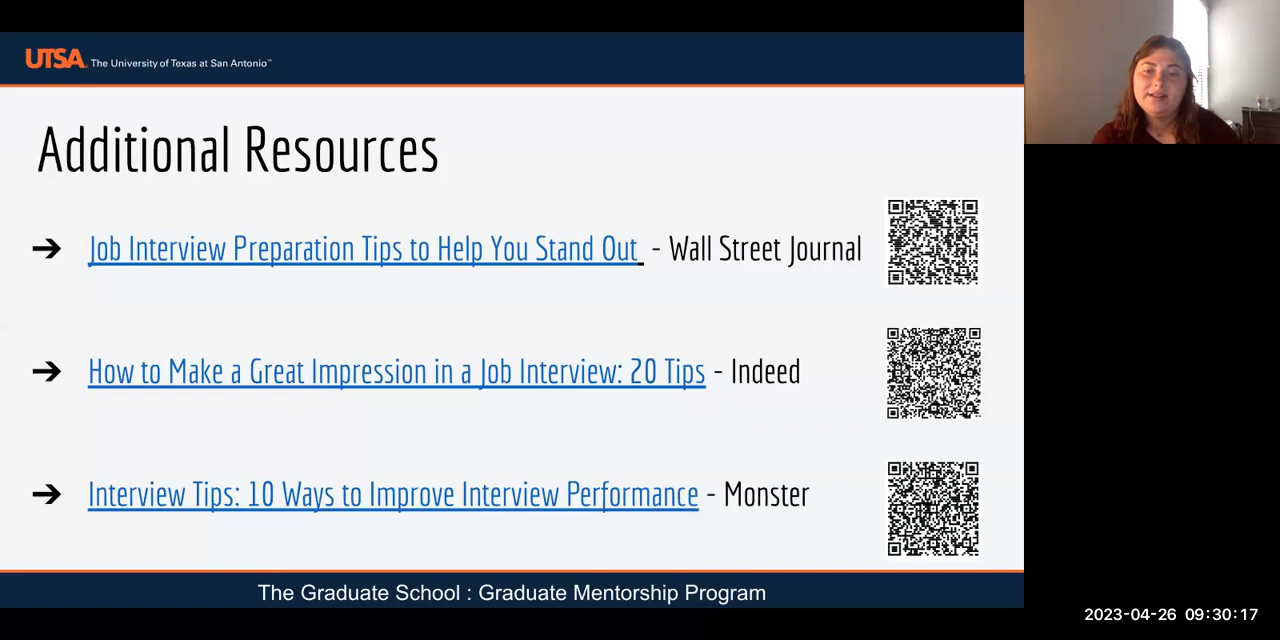 UTSA The University of Texas at San Antonio™
Additional Resources
➔ Job Interview Preparation Tips to Help You Stand Out - Wall Street Journal
➔ How to Make a Great Impression in a Job Interview: 20 Tips - Indeed
➔ Interview Tips: 10 Ways to Improve Interview Performance - Monster
The Graduate School : Graduate Mentorship Program
2023-04-26 09:30:17